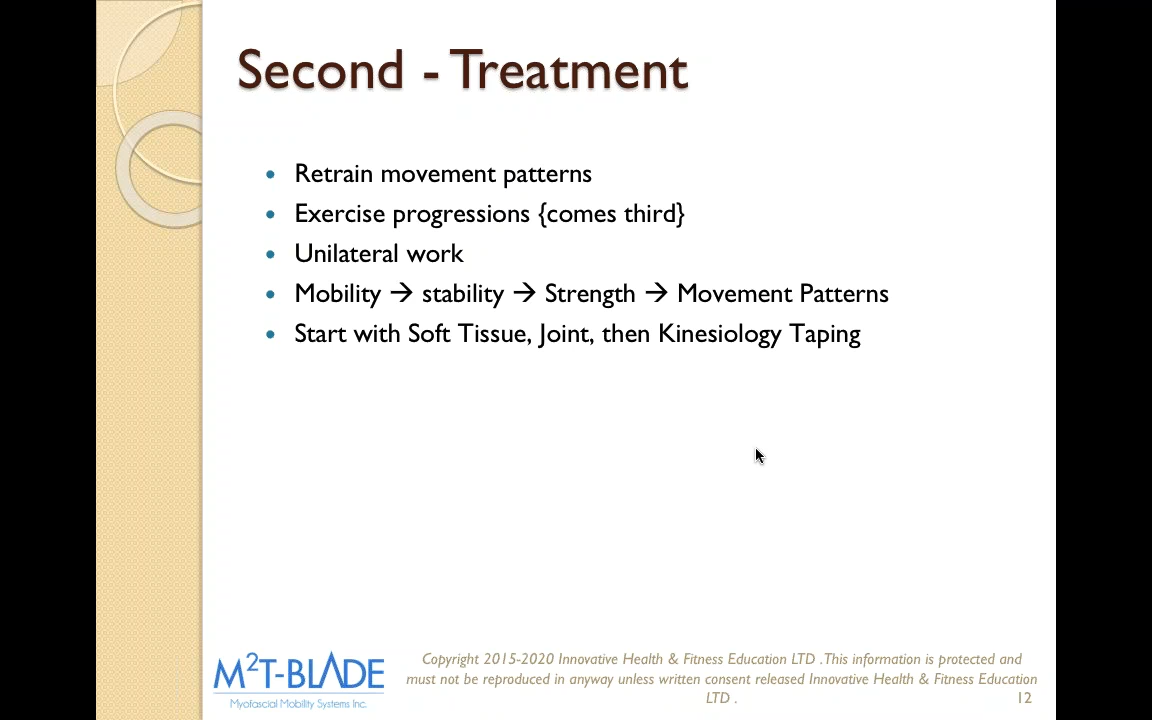 Second - Treatment
Retrain movement patterns
Exercise progressions {comes third}
Unilateral work
Mobility → stability → Strength → Movement Patterns
Start with Soft Tissue, Joint, then Kinesiology Taping
M²T-BLADE
Myofascial Mobility Systems Inc.
Copyright 2015-2020 Innovative Health & Fitness Education LTD .This information is protected and
must not be reproduced in anyway unless written consent released Innovative Health & Fitness Education
LTD .
12